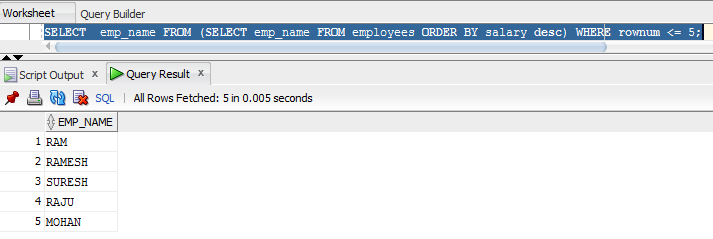 Worksheet Query Builder
SELECT emp_name FROM (SELECT emp_name FROM employees ORDER BY salary desc) WHERE rownum <= 5;
Script Output x Query Result x
SQL | All Rows Fetched: 5 in 0.005 seconds
EMP_NAME
1 RAM
2 RAMESH
3 SURESH
4 RAJU
5 MOHAN